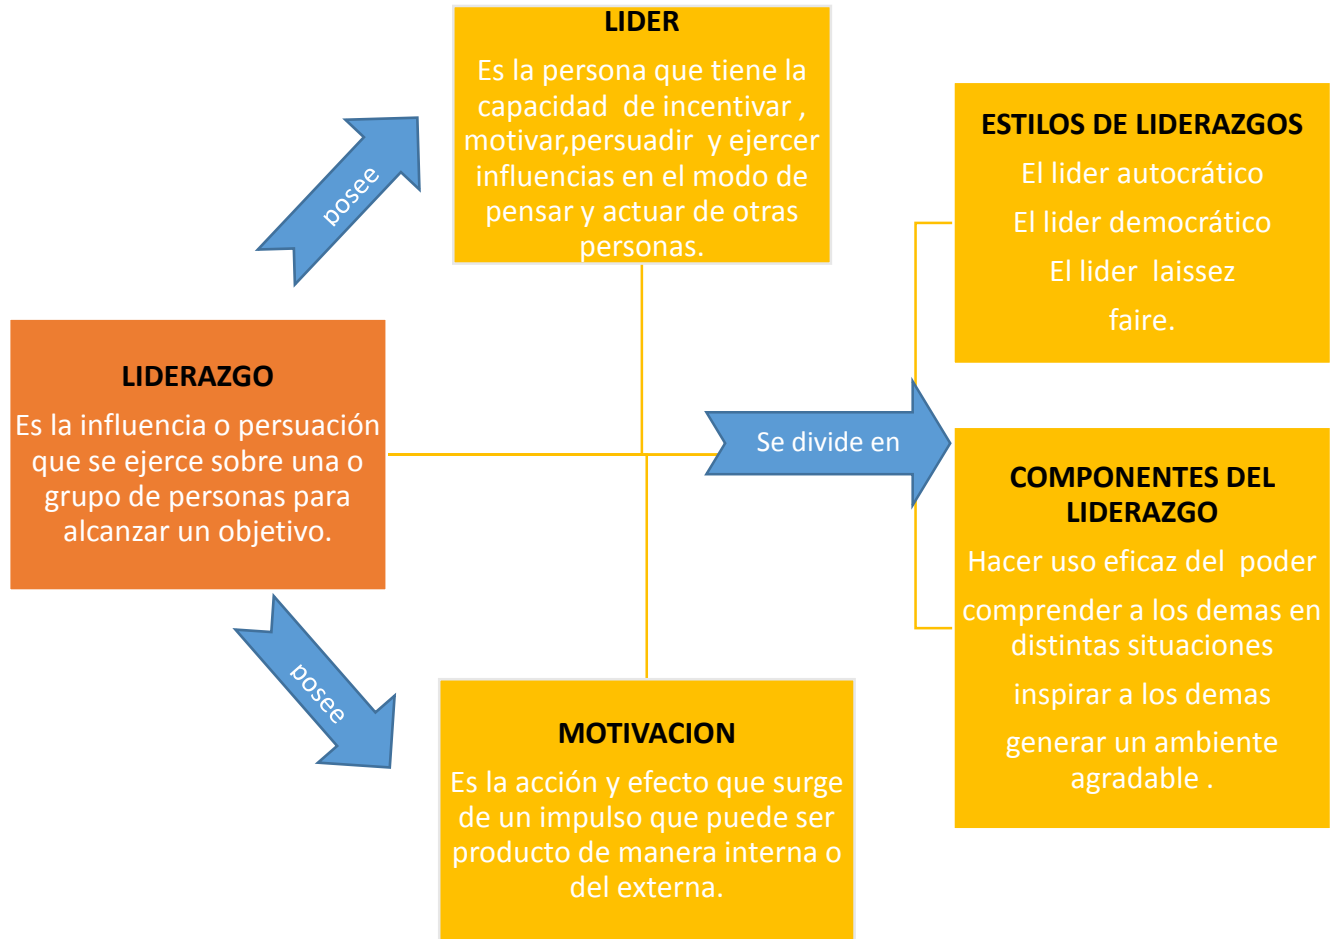 LIDER
Es la persona que tiene la
capacidad  de incentivar ,
motivar,persuadir  y ejercer
influencias en el modo de
pensar y actuar de otras
personas.
posee
LIDERAZGO
Es la influencia o persuación
que se ejerce sobre una o
grupo de personas para
alcanzar un objetivo.
posee
MOTIVACION
Es la acción y efecto que surge
de un impulso que puede ser
producto de manera interna o
del externa.
Se divide en
ESTILOS DE LIDERAZGOS
El lider autocrático
El lider democrático
El lider  laissez
faire.
COMPONENTES DEL
LIDERAZGO
Hacer uso eficaz del  poder
comprender a los demas en
distintas situaciones
inspirar a los demas
generar un ambiente
agradable .